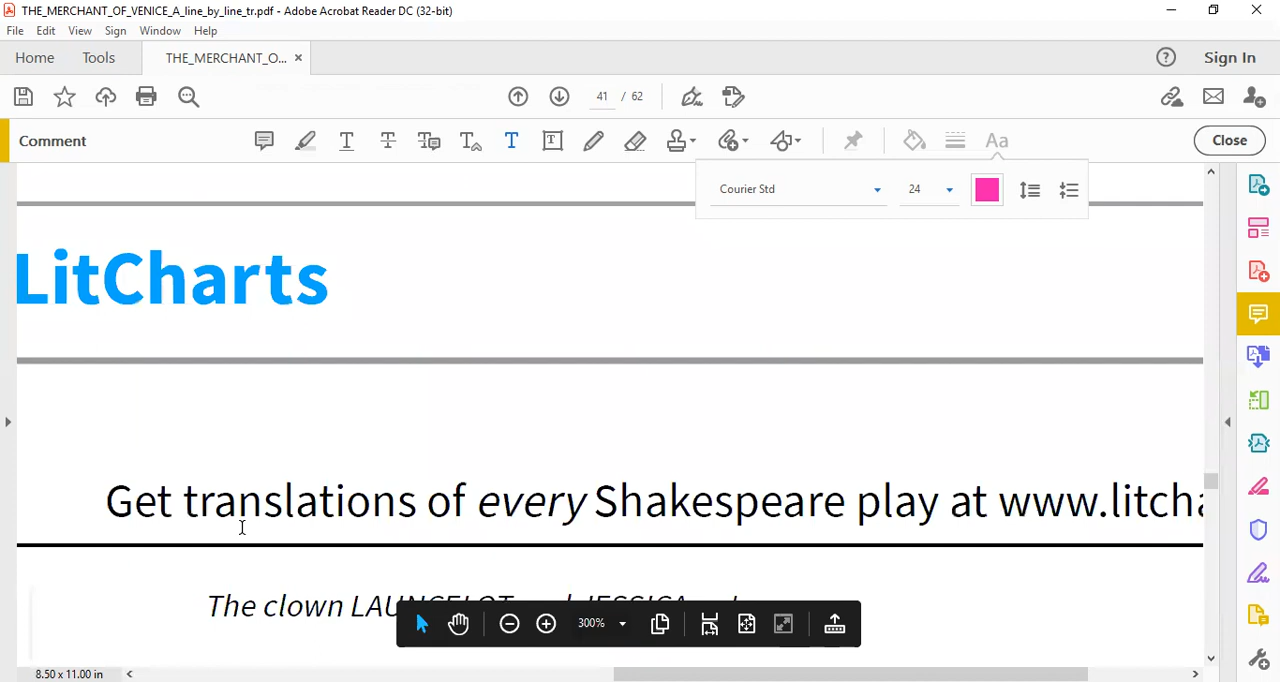 THE_MERCHANT_OF_VENICE_A_line_by_line_tr.pdf - Adobe Acrobat Reader DC (32-bit)
File Edit View Sign Window Help
Home Tools THE_MERCHANT_O... × Sign In
41 / 62
Comment Close
Courier Std 24
LitCharts
Get translations of every Shakespeare play at www.litcha
The clown
300%
8.50 x 11.00 in